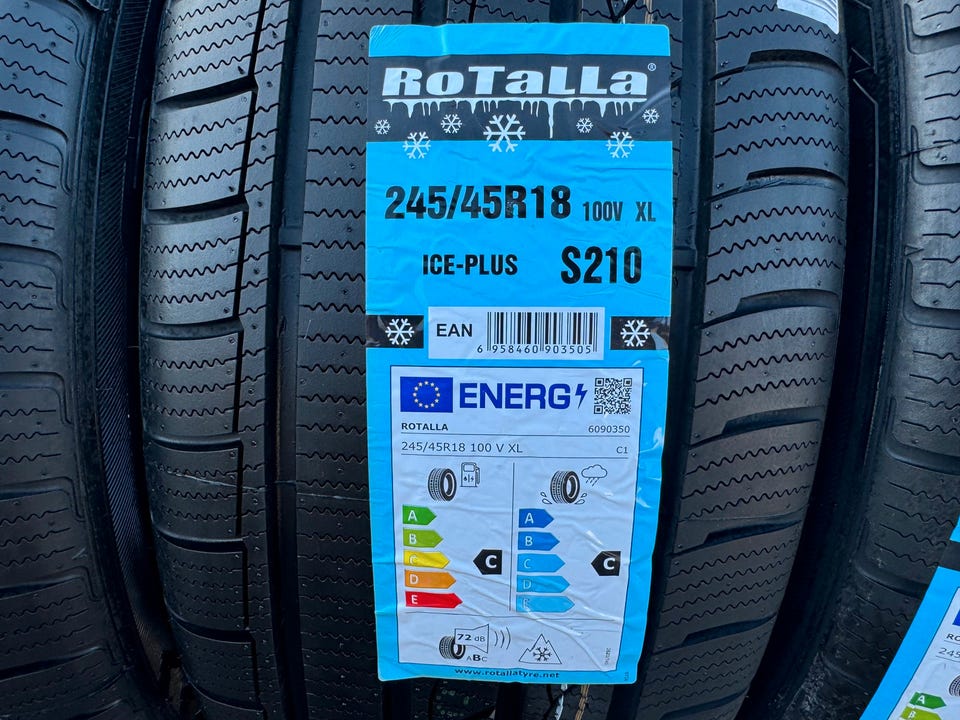 RoTaLLa®
245/45R18 100V XL
ICE-PLUS S210
EAN
6 958460 903505
ENERG
ROTALLA 6090350
245/45R18 100 V XL C1
A
B
C
D
E
C
A
B
C
D
E
C
72 dB
ABC
www.rotallatyre.net